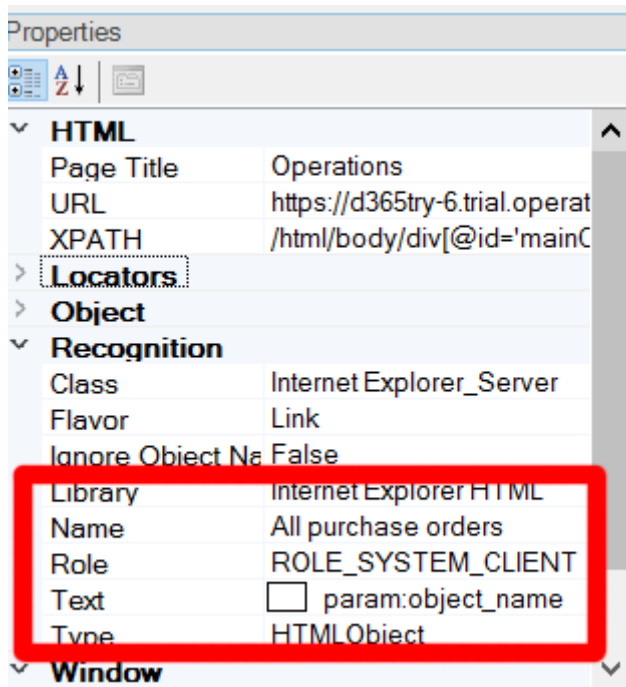 Properties
HTML
Page Title Operations
URL https://d365try-6.trial.operat
XPATH /html/body/div[@id='mainC
Locators
Object
Recognition
Class Internet Explorer_Server
Flavor Link
Ignore Object Na False
Library Internet Explorer HTML
Name All purchase orders
Role ROLE_SYSTEM_CLIENT
Text param:object_name
Type HTMLObject
Window